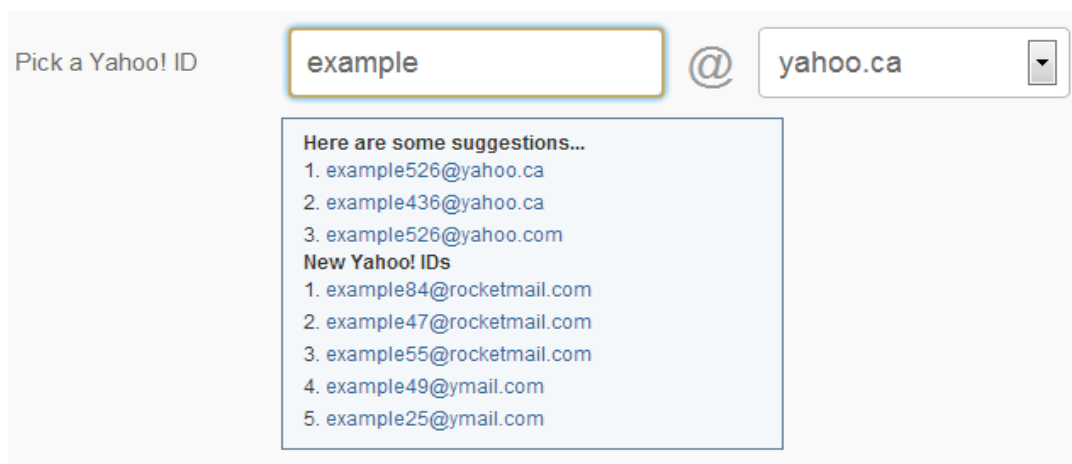 Pick a Yahoo! ID example @ yahoo.ca
Here are some suggestions...
1. example526@yahoo.ca
2. example436@yahoo.ca
3. example526@yahoo.com
New Yahoo! IDs
1. example84@rocketmail.com
2. example47@rocketmail.com
3. example55@rocketmail.com
4. example49@ymail.com
5. example25@ymail.com